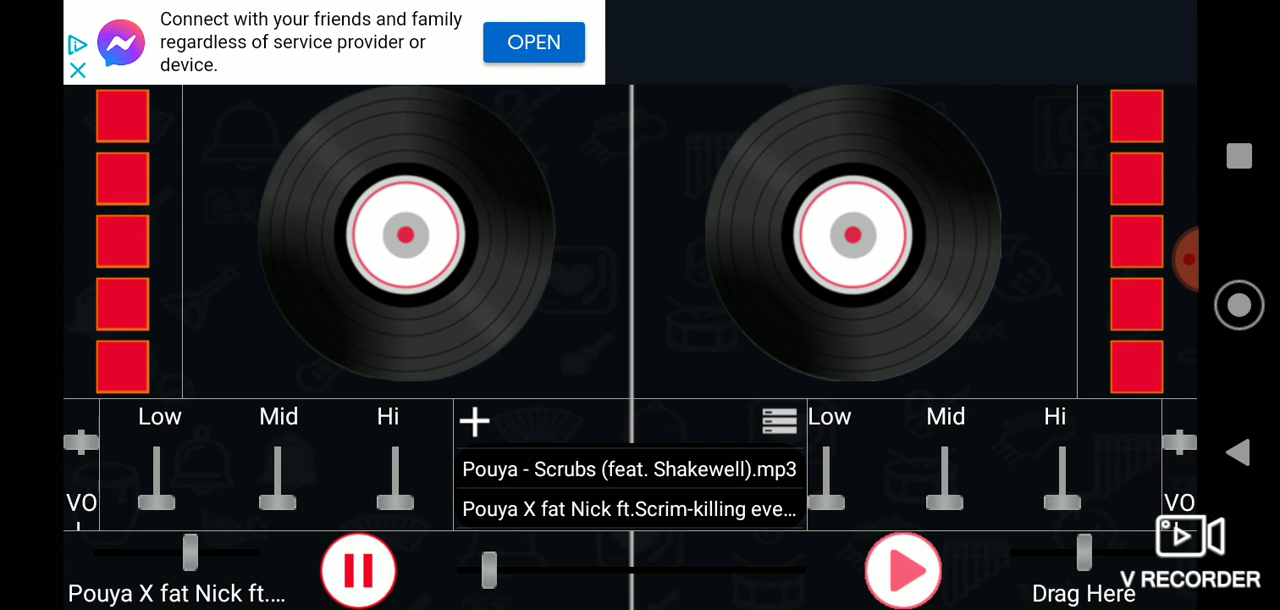 Connect with your friends and family
regardless of service provider or
device.
OPEN
Low Mid Hi
Low Mid Hi
Pouya - Scrubs (feat. Shakewell).mp3
Pouya X fat Nick ft.Scrim-killing eve...
VO
VO
Pouya X fat Nick ft....
Drag Here
V RECORDER